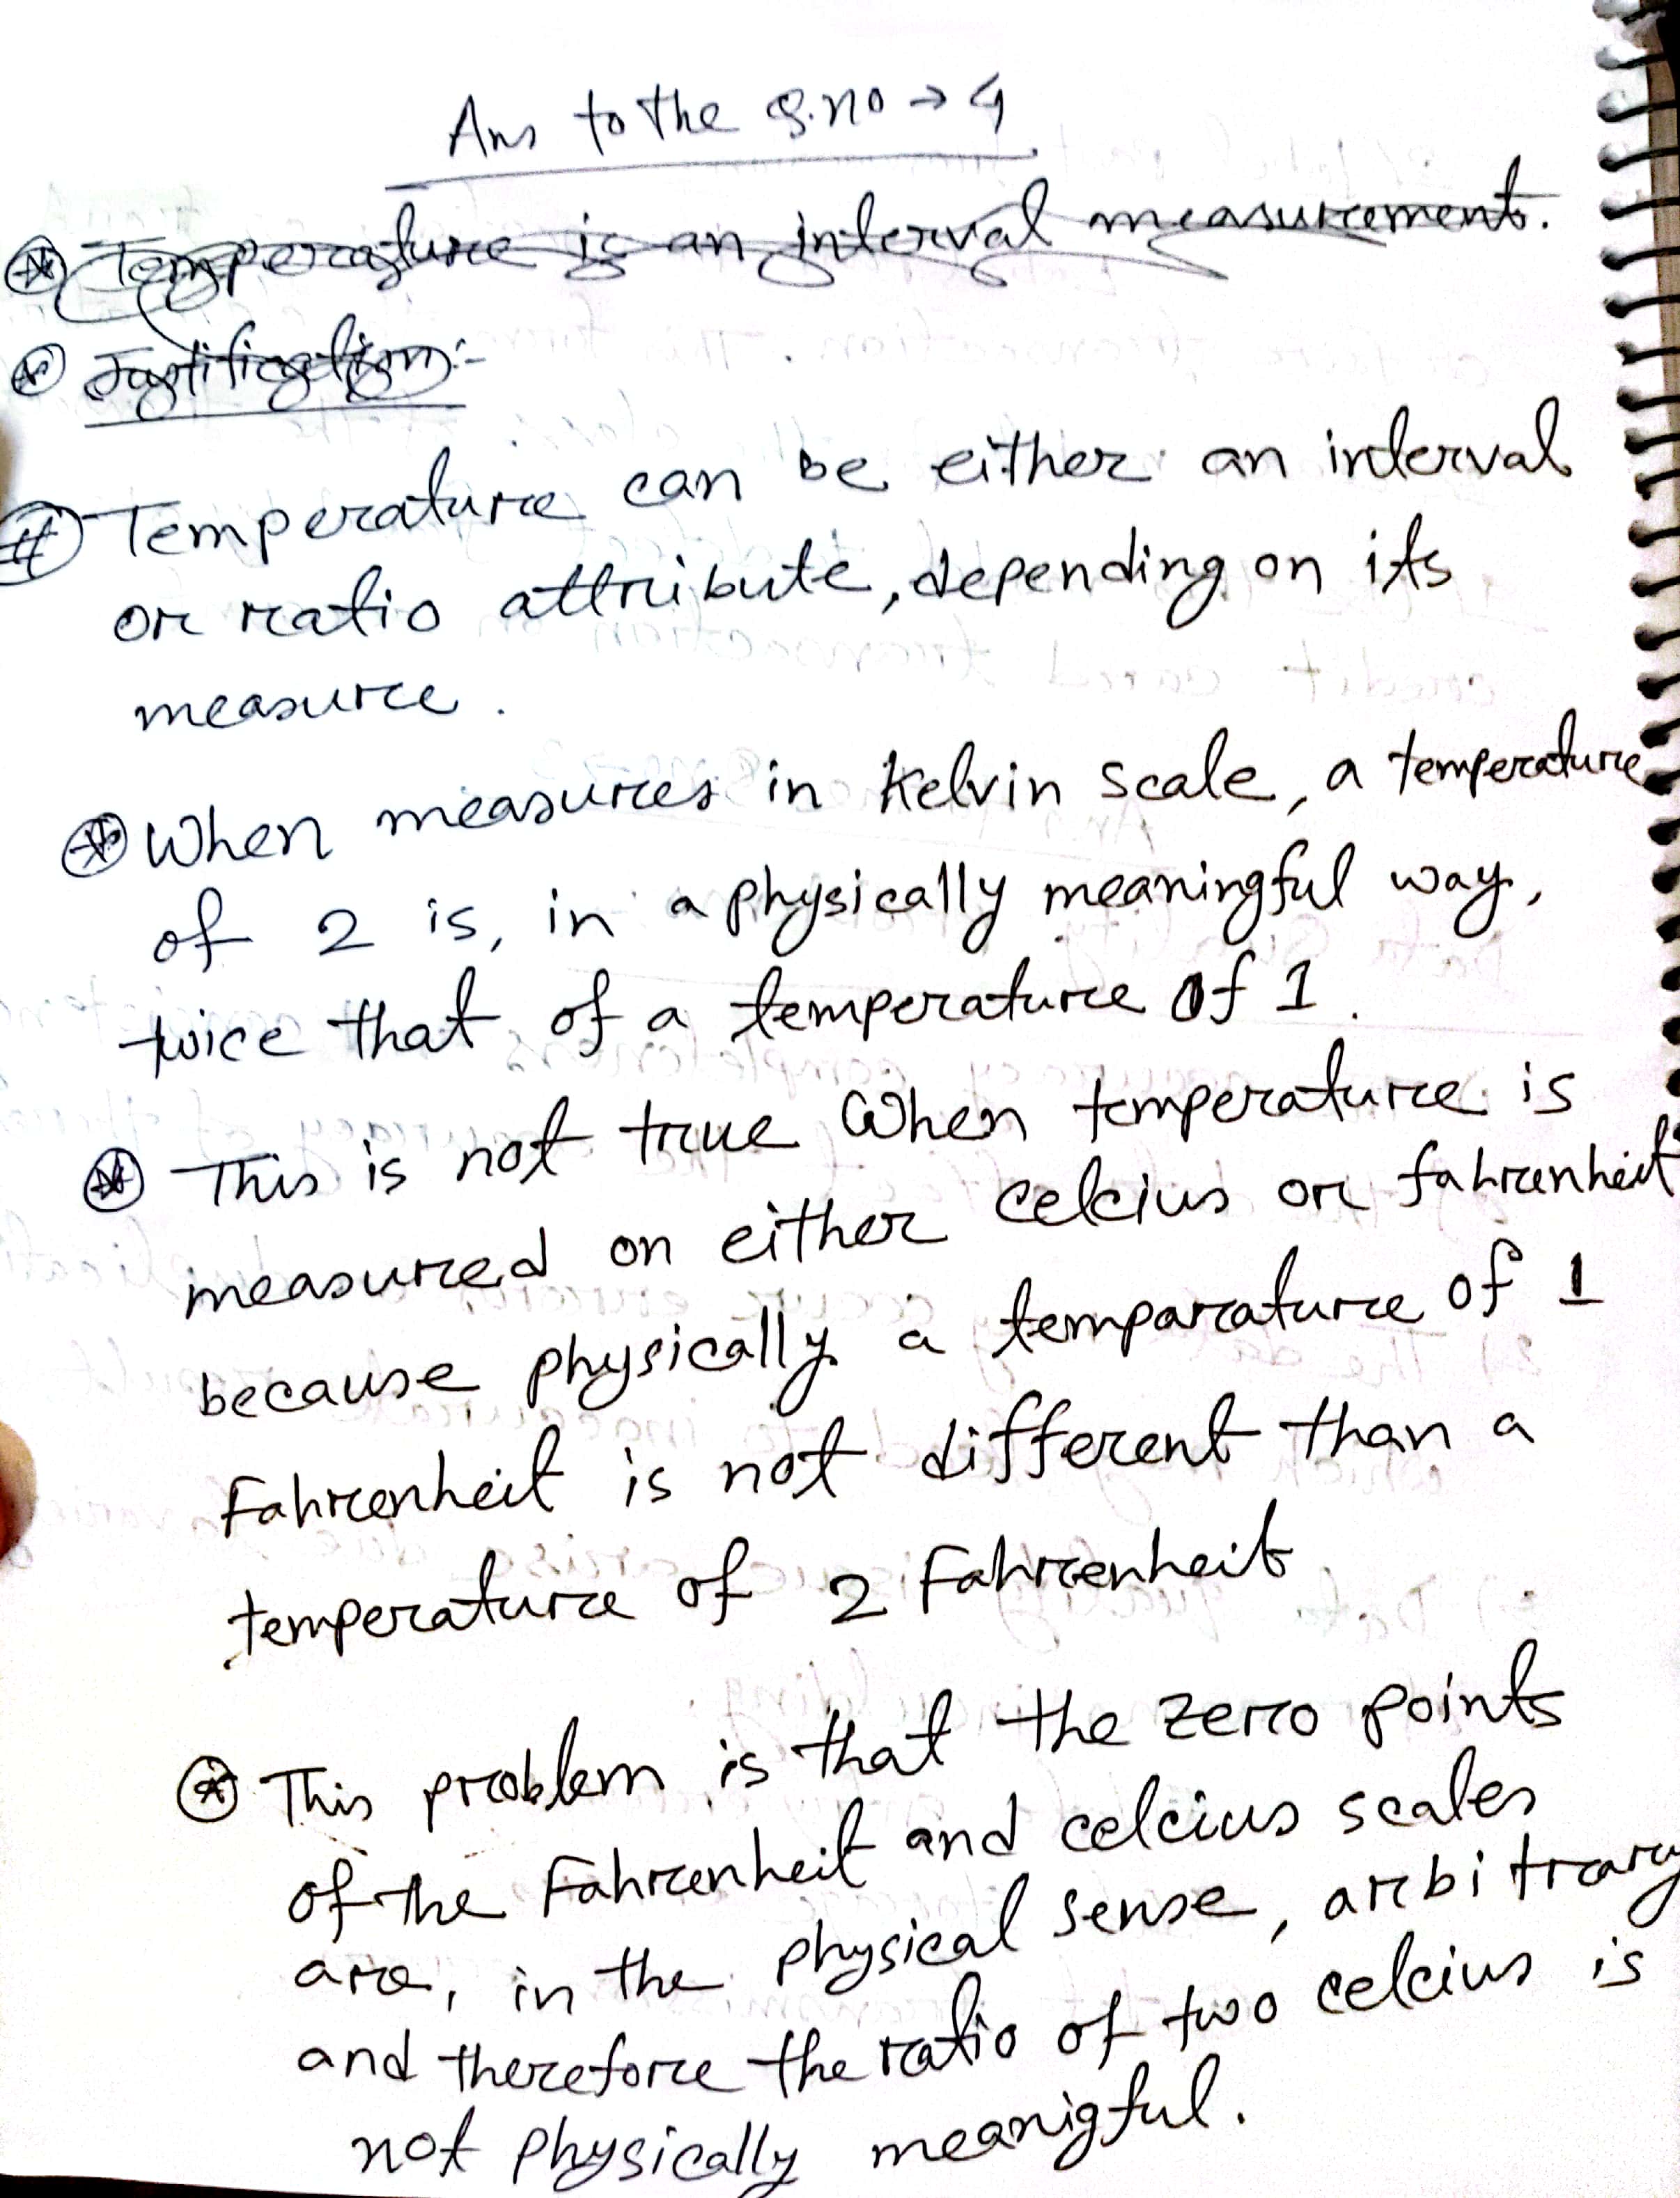 Ans to the Q.no → 4
Temperature is an interval measurement.
Justification:-
# Temperature can be either an interval
or ratio attribute, depending on its
measure.
When measures in Kelvin scale, a temperature
of 2 is, in a physically meaningful way,
twice that of a temperature of 1.
This is not true When temperature is
measured on either celcius or fahrenheit
because physically a temparature of 1
Fahrenheit is not different than a
temperature of 2 Fahrenheit
This problem is that the zero points
of the Fahrenheit and celcius scales
are, in the physical sense, arbitrary
and therefore the ratio of two celcius is
not physically meanigful.